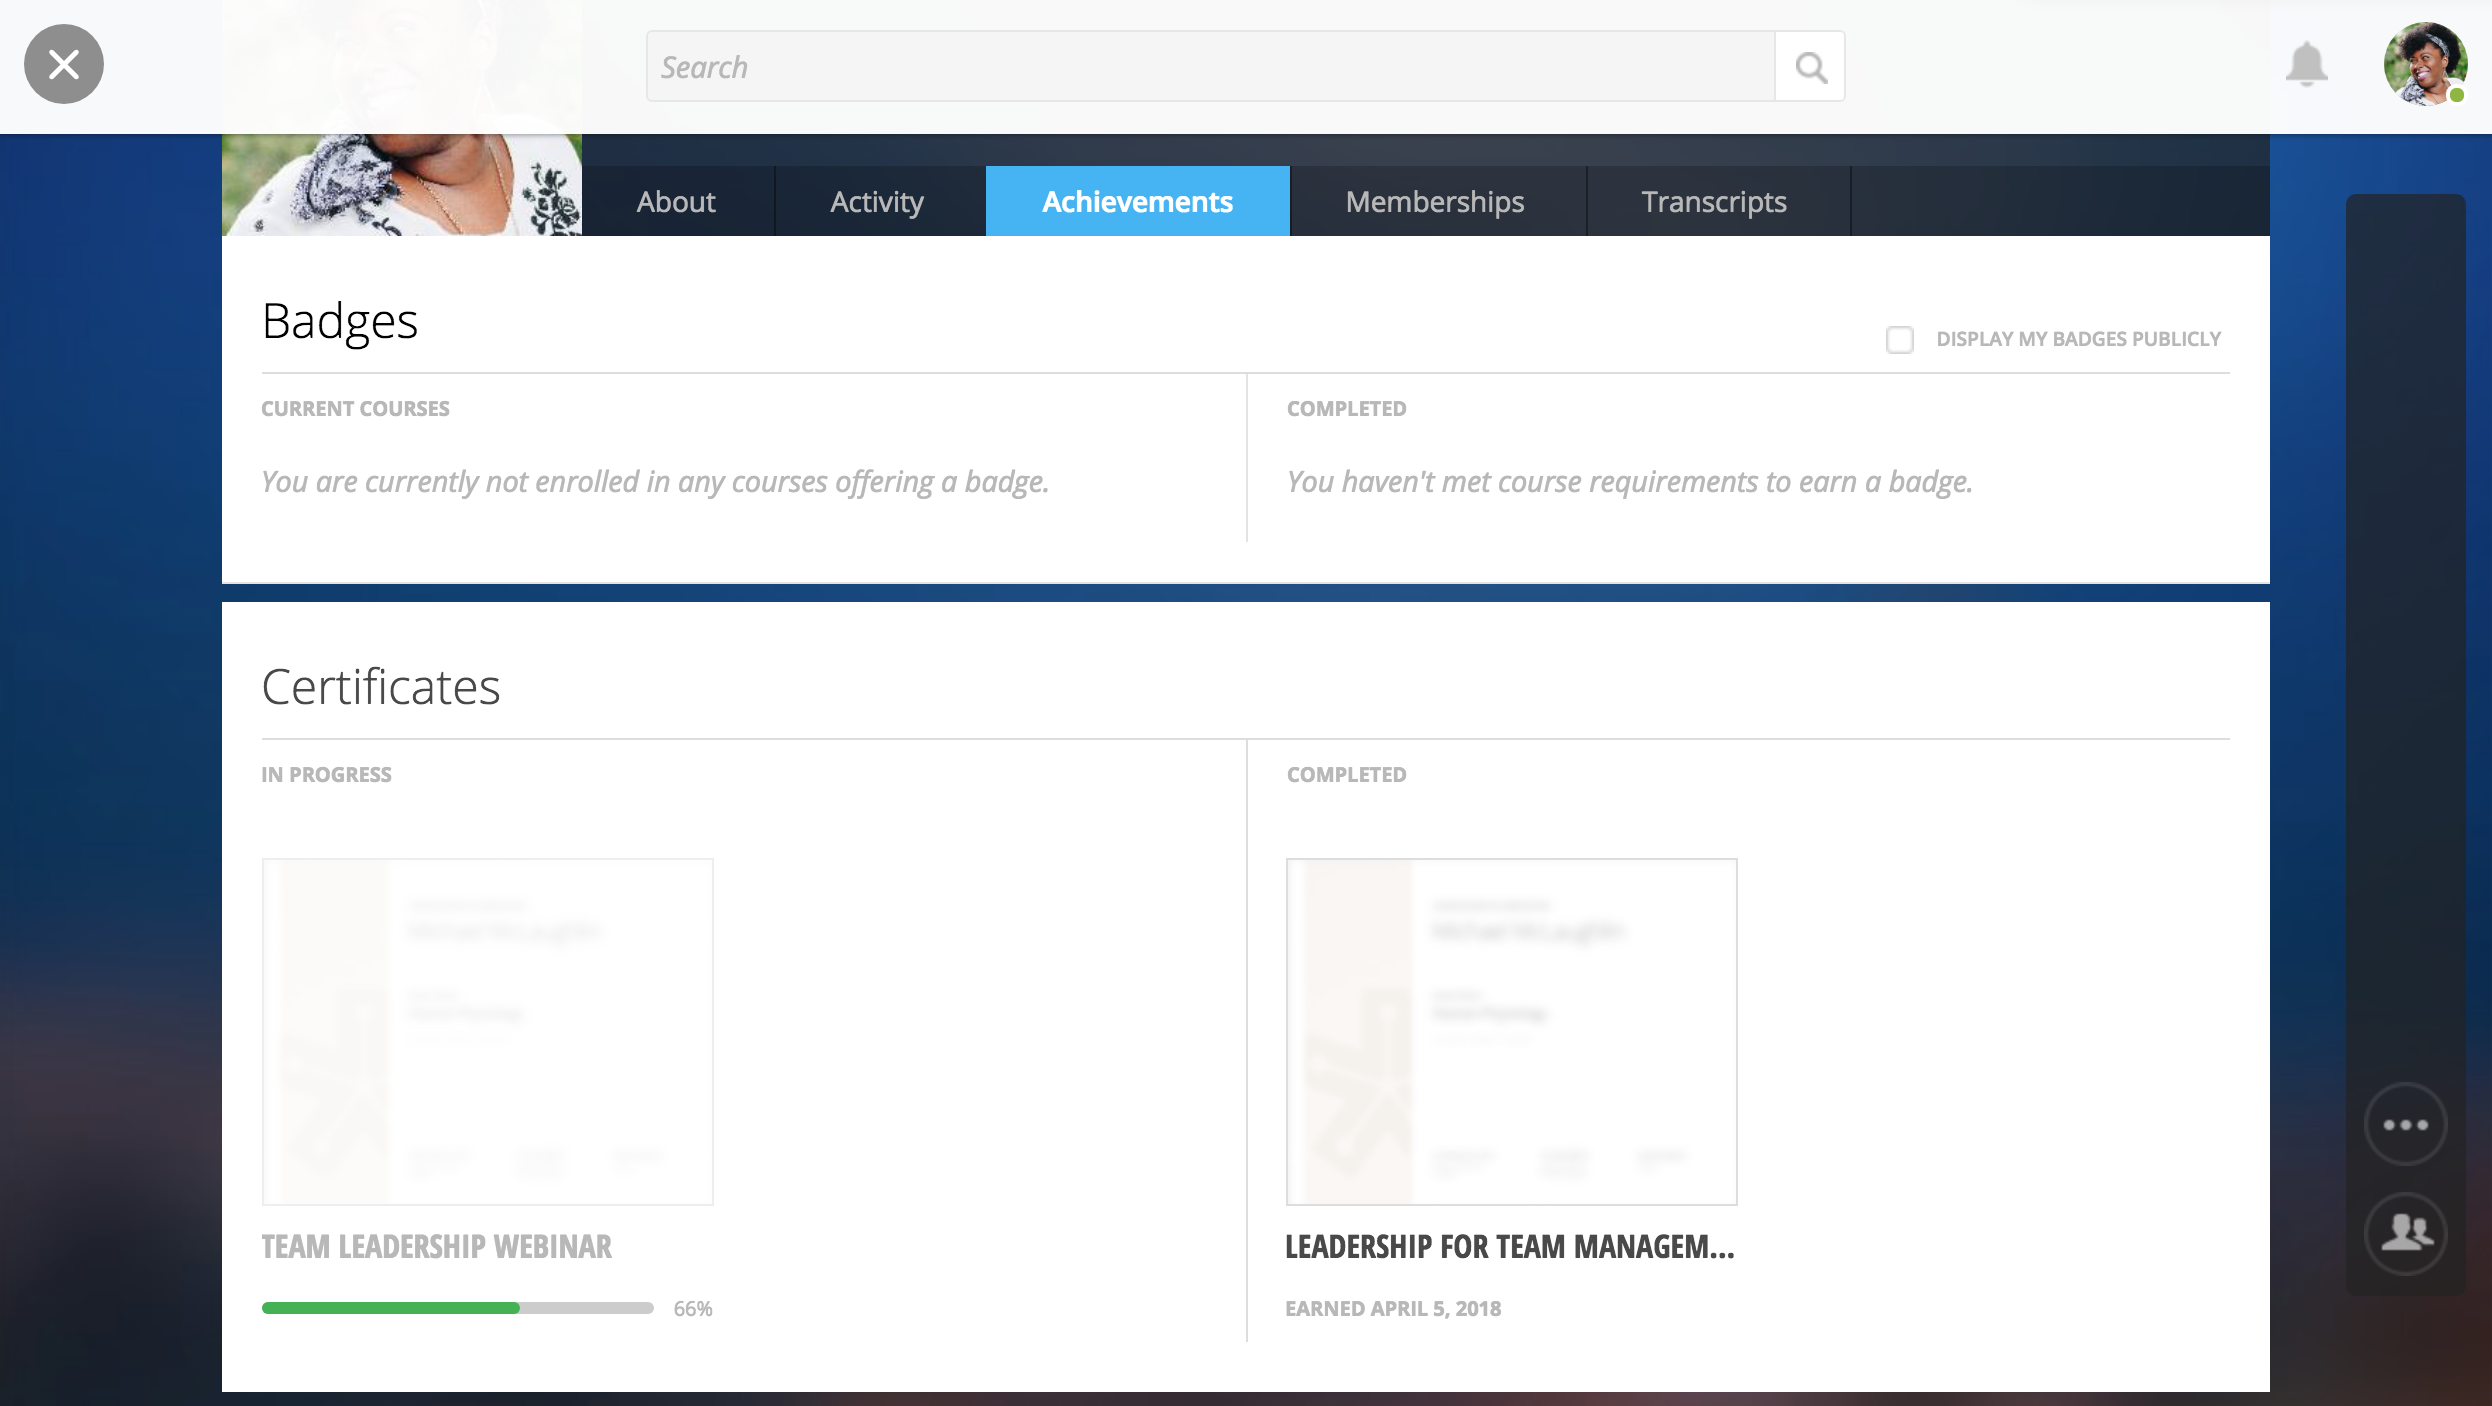 Search
About
Activity
Achievements
Memberships
Transcripts
Badges
DISPLAY MY BADGES PUBLICLY
CURRENT COURSES
COMPLETED
You are currently not enrolled in any courses offering a badge.
You haven't met course requirements to earn a badge.
Certificates
IN PROGRESS
COMPLETED
TEAM LEADERSHIP WEBINAR
LEADERSHIP FOR TEAM MANAGEM...
66%
EARNED APRIL 5, 2018